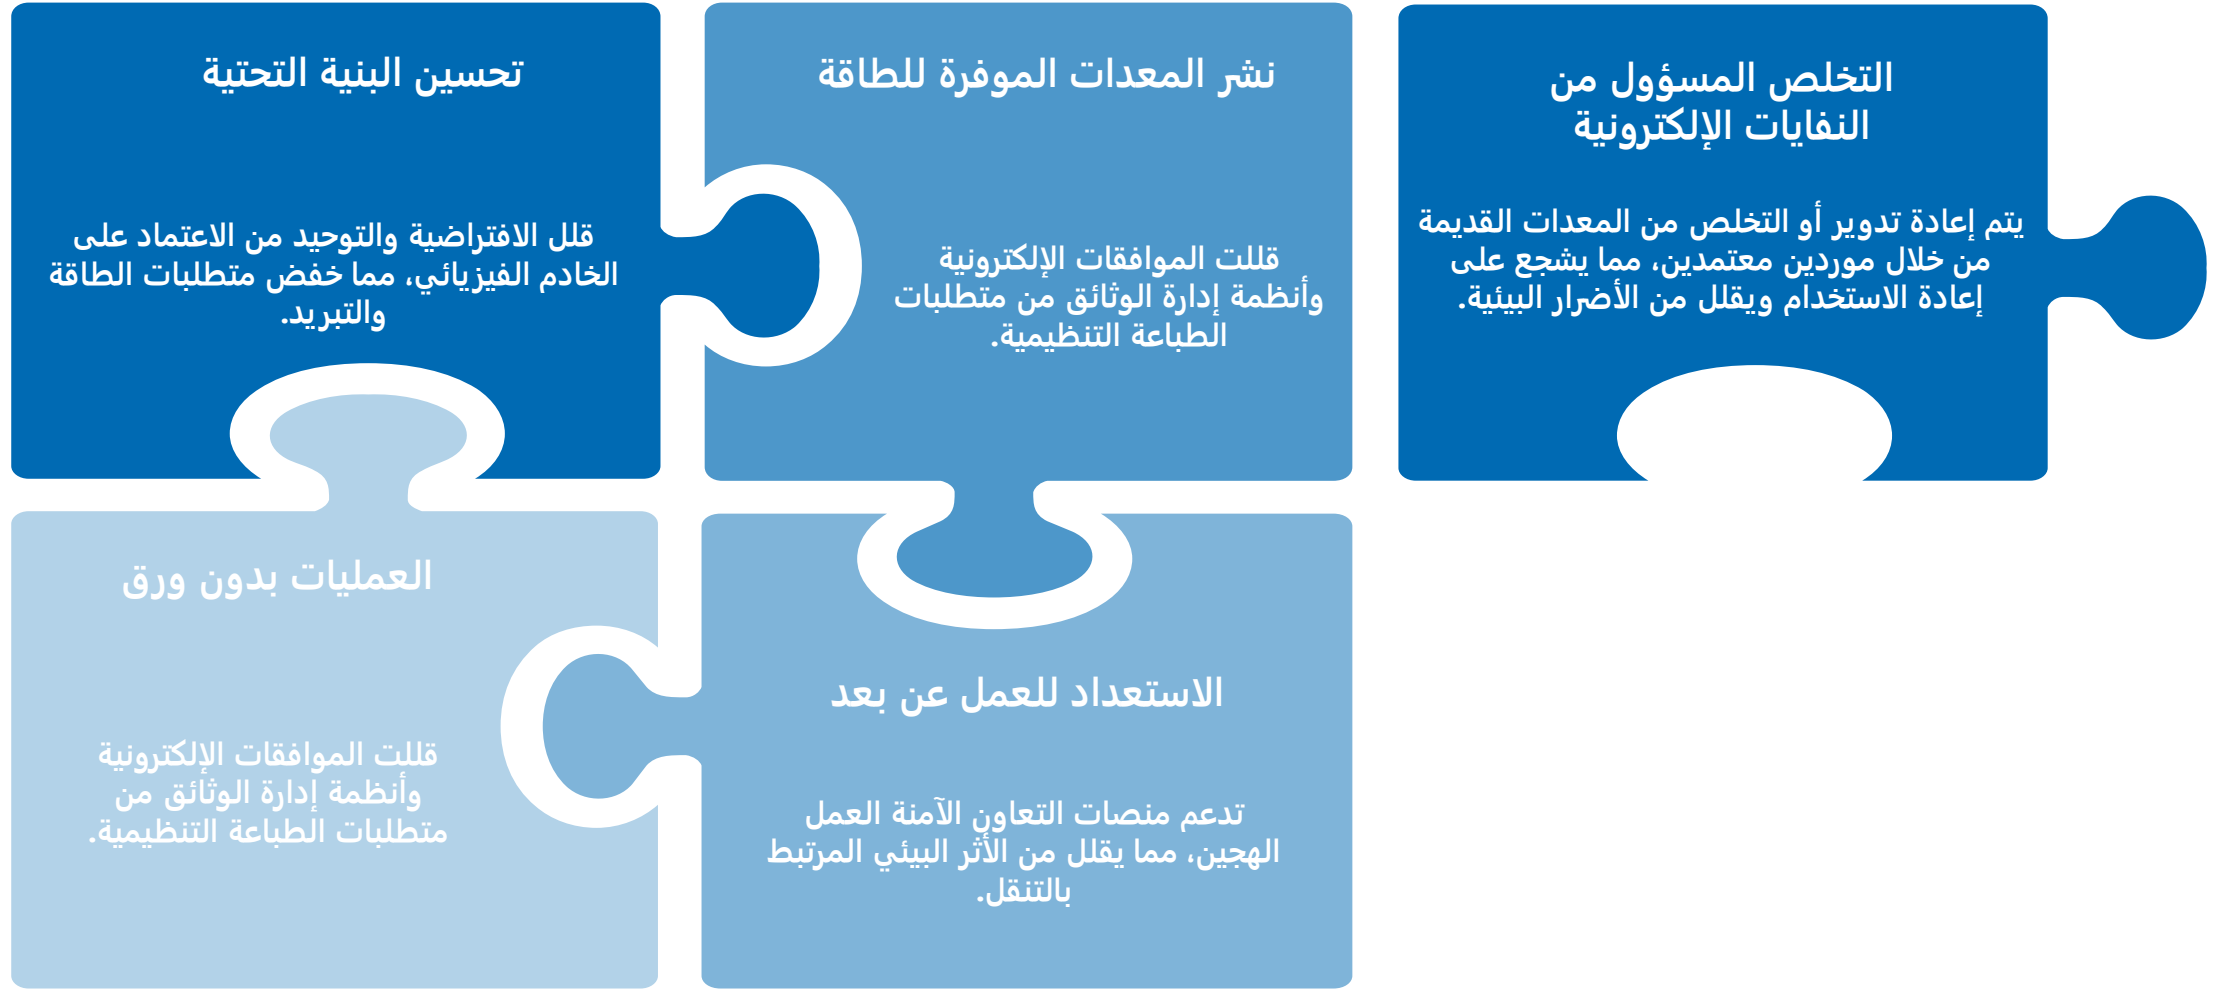 تحسين البنية التحتية
قلل الافتراضية والتوحيد من الاعتماد على
الخادم الفيزيائي، مما خفض متطلبات الطاقة
والتبريد.
نشر المعدات الموفرة للطاقة
قللت الموافقات الإلكترونية
وأنظمة إدارة الوثائق من متطلبات
الطباعة التنظيمية.
التخلص المسؤول من
النفايات الإلكترونية
يتم إعادة تدوير أو التخلص من المعدات القديمة
من خلال موردين معتمدين، مما يشجع على
إعادة الاستخدام ويقلل من الأضرار البيئية.
العمليات بدون ورق
قللت الموافقات الإلكترونية
وأنظمة إدارة الوثائق من
متطلبات الطباعة التنظيمية.
الاستعداد للعمل عن بعد
تدعم منصات التعاون الآمنة العمل
الهجين، مما يقلل من الأثر البيئي المرتبط
بالتنقل.